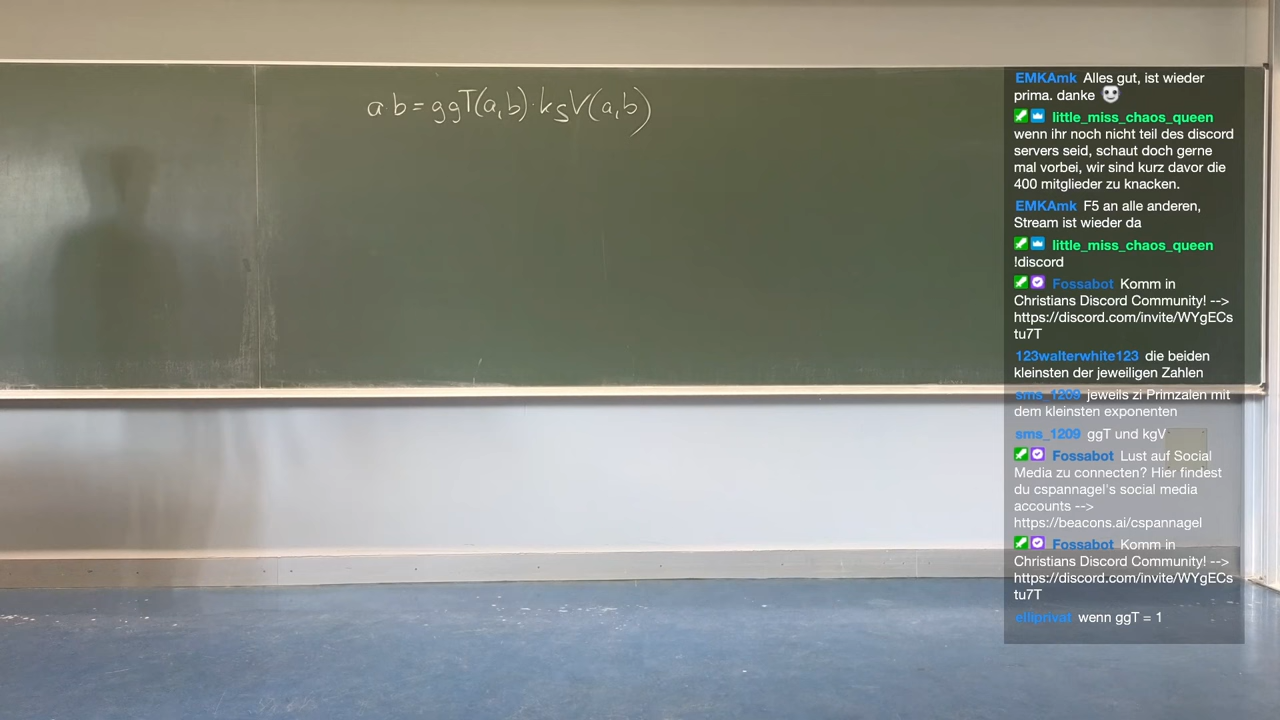 a·b = ggT(a,b)·kgV(a,b)
EMKAmk Alles gut, ist wieder
prima. danke
little_miss_chaos_queen
wenn ihr noch nicht teil des discord
servers seid, schaut doch gerne
mal vorbei, wir sind kurz davor die
400 mitglieder zu knacken.
EMKAmk F5 an alle anderen,
Stream ist wieder da
little_miss_chaos_queen
!discord
Fossabot Komm in
Christians Discord Community! -->
https://discord.com/invite/WYgECs
tu7T
123walterwhite123 die beiden
kleinsten der jeweiligen Zahlen
sms_1209 jeweils zi Primzalen mit
dem kleinsten exponenten
sms_1209 ggT und kgV
Fossabot Lust auf Social
Media zu connecten? Hier findest
du cspannagel's social media
accounts -->
https://beacons.ai/cspannagel
Fossabot Komm in
Christians Discord Community! -->
https://discord.com/invite/WYgECs
tu7T
elliprivat wenn ggT = 1